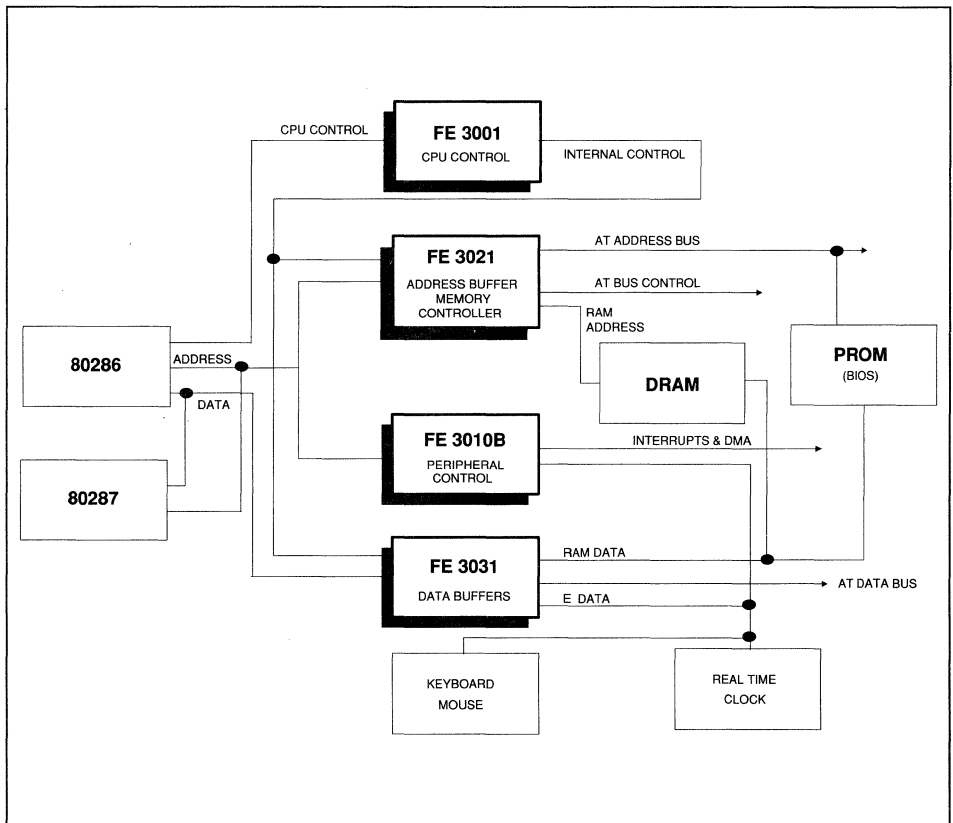 CPU CONTROL
FE 3001
CPU CONTROL
INTERNAL CONTROL
FE 3021
ADDRESS BUFFER
MEMORY
CONTROLLER
AT ADDRESS BUS
AT BUS CONTROL
RAM
ADDRESS
80286
ADDRESS
DATA
DRAM
PROM
(BIOS)
80287
FE 3010B
PERIPHERAL
CONTROL
INTERRUPTS & DMA
FE 3031
DATA BUFFERS
RAM DATA
AT DATA BUS
E DATA
KEYBOARD
MOUSE
REAL TIME
CLOCK